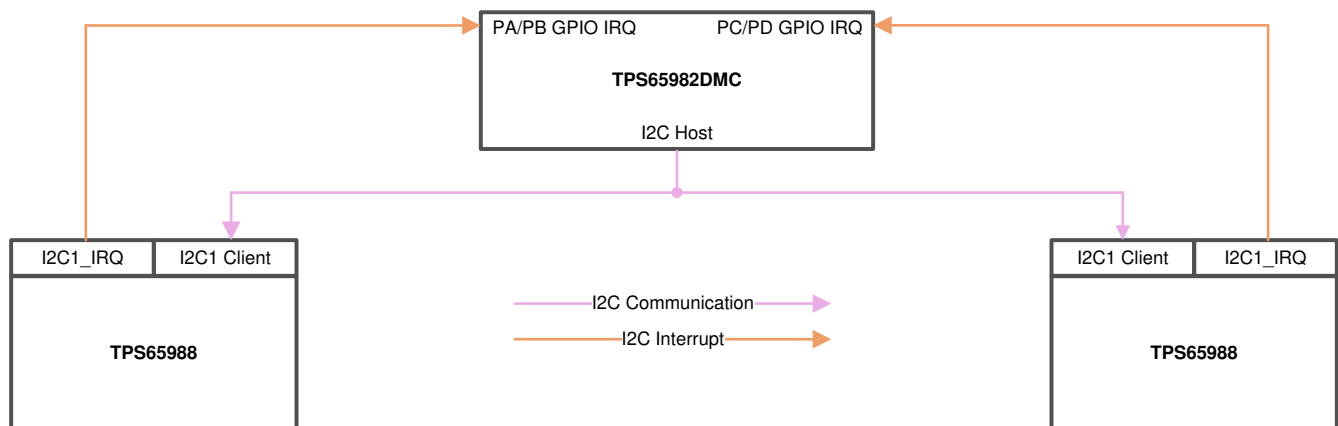 PA/PB GPIO IRQ
PC/PD GPIO IRQ
TPS65982DMC
I2C Host
I2C1_IRQ
I2C1 Client
I2C1 Client
I2C1_IRQ
I2C Communication
I2C Interrupt
TPS65988
TPS65988